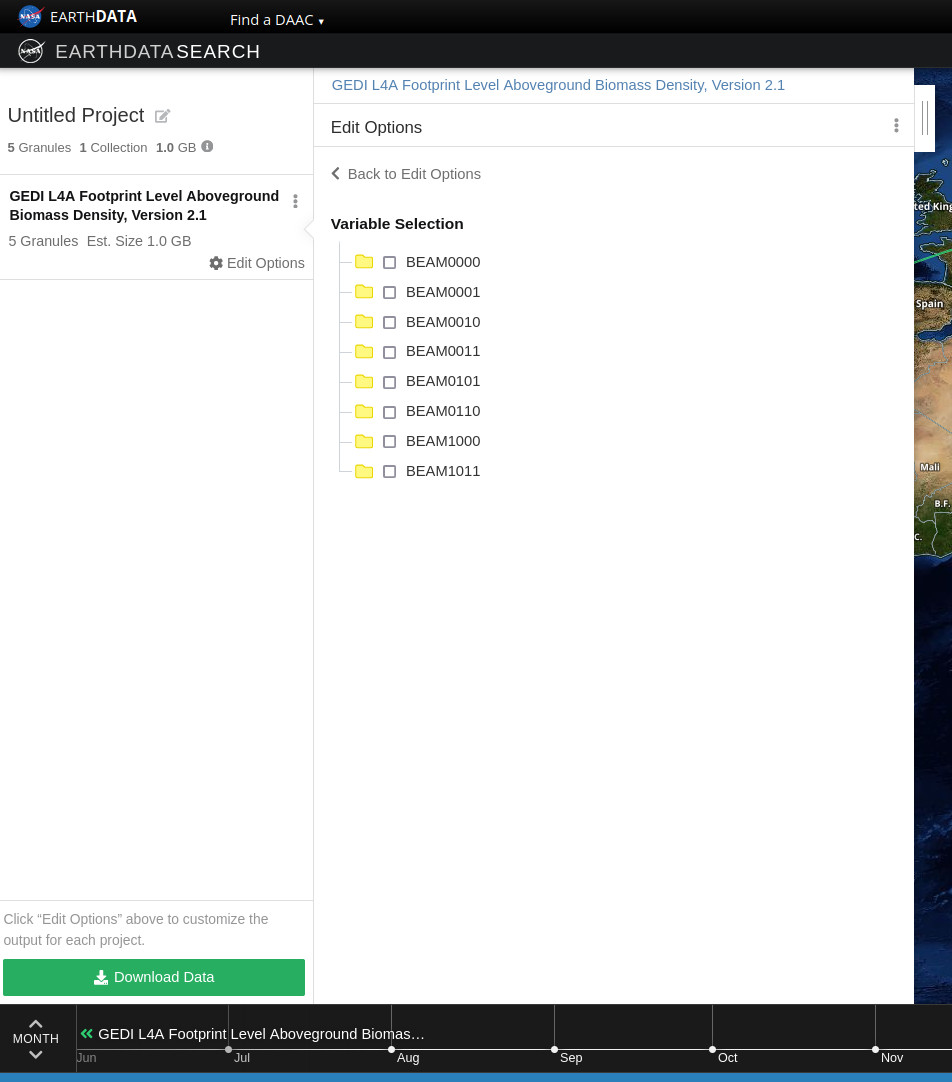 NASA EARTHDATA Find a DAAC ▾
NASA EARTHDATA SEARCH
GEDI L4A Footprint Level Aboveground Biomass Density, Version 2.1
Untitled Project
5 Granules 1 Collection 1.0 GB
GEDI L4A Footprint Level Aboveground
Biomass Density, Version 2.1
5 Granules Est. Size 1.0 GB
Edit Options
Edit Options
Back to Edit Options
Variable Selection
BEAM0000
BEAM0001
BEAM0010
BEAM0011
BEAM0101
BEAM0110
BEAM1000
BEAM1011
ted King
Spain
Mali
B.F.
C.
Click “Edit Options” above to customize the
output for each project.
Download Data
MONTH
GEDI L4A Footprint Level Aboveground Biomas…
Jun Jul Aug Sep Oct Nov